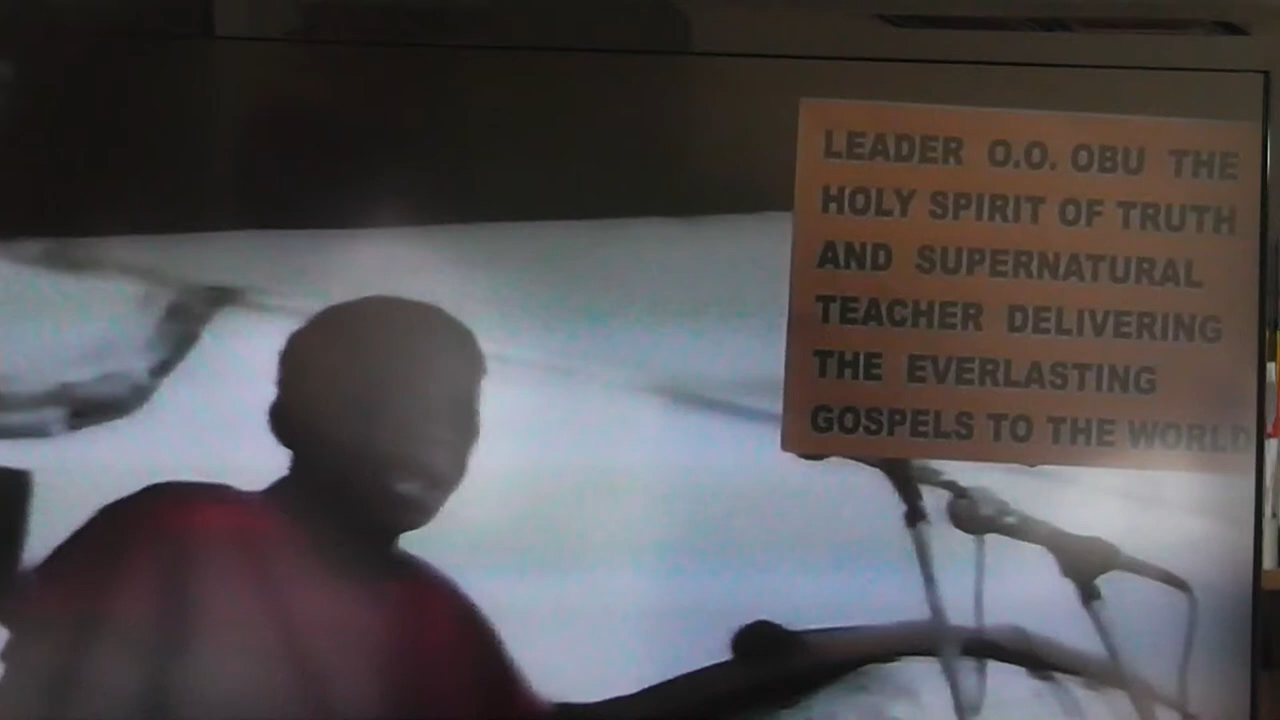 LEADER O.O. OBU THE
HOLY SPIRIT OF TRUTH
AND SUPERNATURAL
TEACHER DELIVERING
THE EVERLASTING
GOSPELS TO THE WORLD